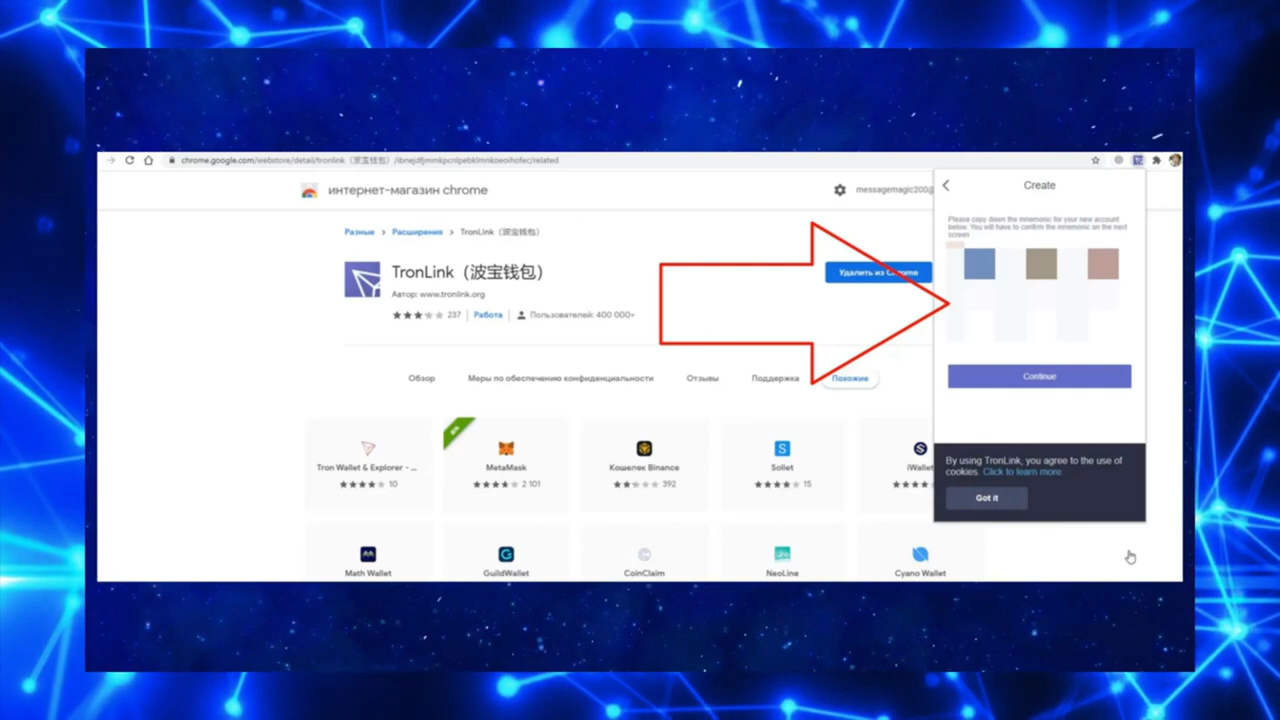 chrome.google.com/webstore/detail/tronlink（波宝钱包）/ibnejdfjmmkpcnlpebklmnkoeoihofec/related
интернет-магазин chrome
messagemagic200@
Разные > Расширения > TronLink（波宝钱包）
TronLink（波宝钱包）
Автор: www.tronlink.org
237 Работа Пользователей: 400 000+
Удалить из Chrome
Обзор Меры по обеспечению конфиденциальности Отзывы Поддержка Похожие
Tron Wallet & Explorer - ... MetaMask Кошелек Binance Sollet iWallet
10 2 101 392 15
Math Wallet GuildWallet CoinClaim NeoLine Cyano Wallet
Create
Please copy down the mnemonic for your new account
below. You will have to confirm the mnemonic on the next
screen
Continue
By using TronLink, you agree to the use of
cookies. Click to learn more.
Got it